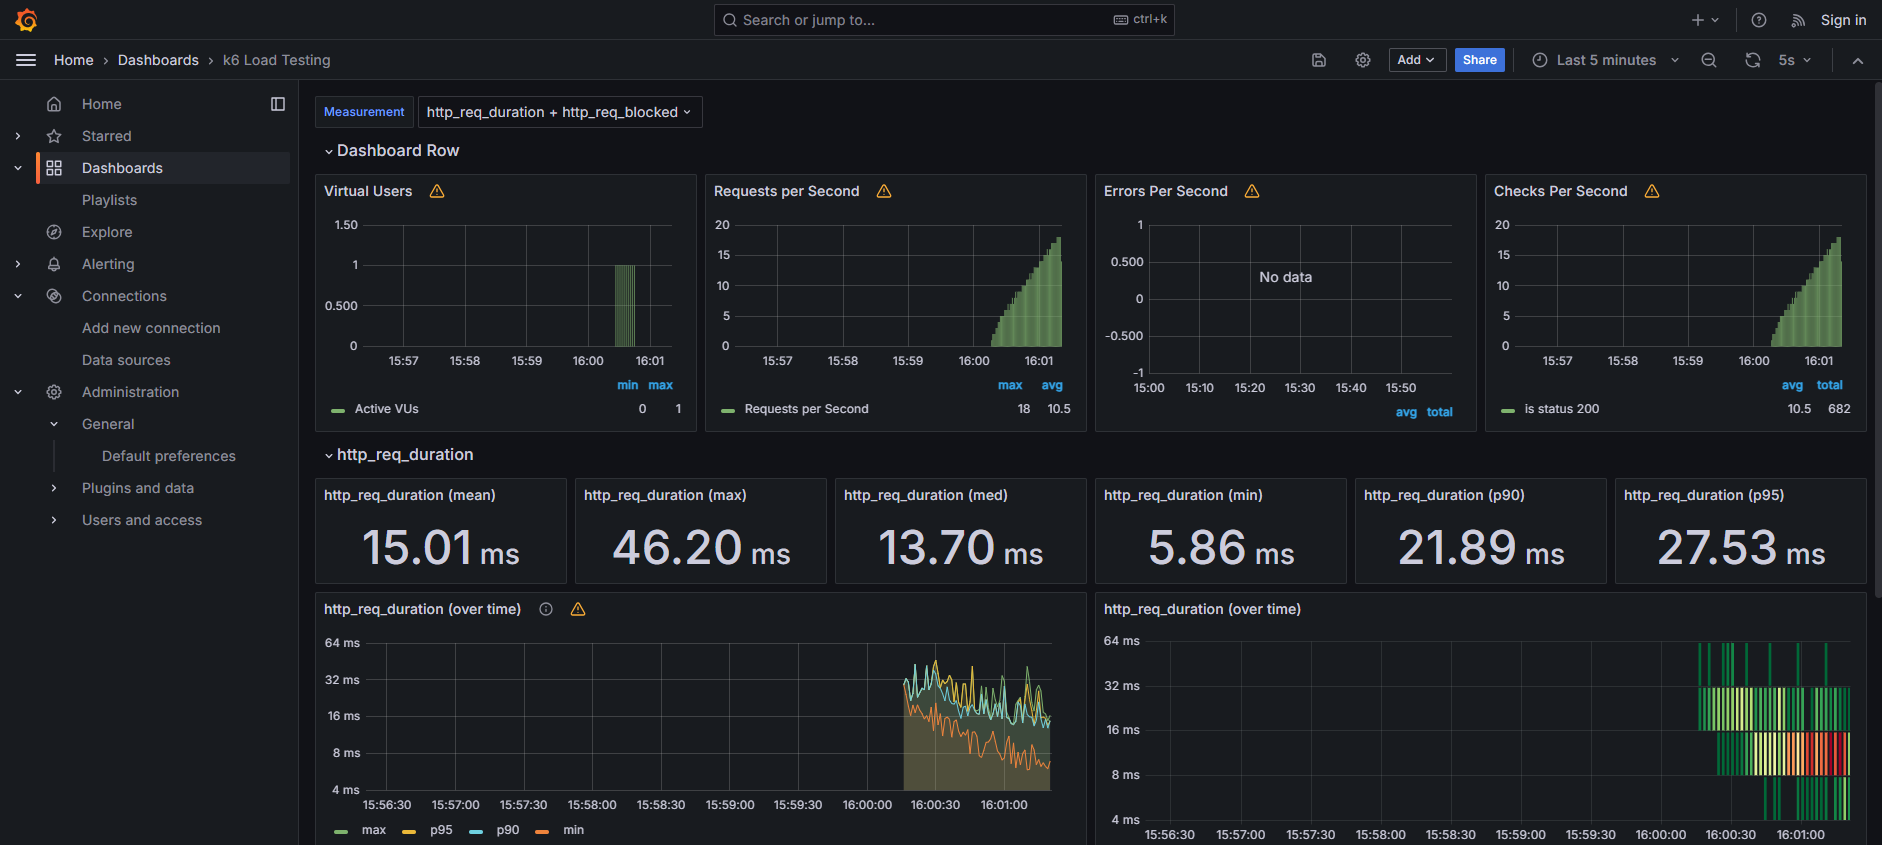 Search or jump to...
ctrl+k
Sign in
Home › Dashboards › k6 Load Testing
Add
Share
Last 5 minutes
5s
Home
Starred
Dashboards
Playlists
Explore
Alerting
Connections
Add new connection
Data sources
Administration
General
Default preferences
Plugins and data
Users and access
Measurement
http_req_duration + http_req_blocked
Dashboard Row
Virtual Users
1.50
1
0.500
0
15:57 15:58 15:59 16:00 16:01
min max
Active VUs 0 1
Requests per Second
20
15
10
5
0
15:57 15:58 15:59 16:00 16:01
max avg
Requests per Second 18 10.5
Errors Per Second
1
0.500
0
-0.500
-1
No data
15:00 15:10 15:20 15:30 15:40 15:50
avg total
Checks Per Second
20
15
10
5
0
15:57 15:58 15:59 16:00 16:01
avg total
is status 200 10.5 682
http_req_duration
http_req_duration (mean)
15.01 ms
http_req_duration (max)
46.20 ms
http_req_duration (med)
13.70 ms
http_req_duration (min)
5.86 ms
http_req_duration (p90)
21.89 ms
http_req_duration (p95)
27.53 ms
http_req_duration (over time)
64 ms
32 ms
16 ms
8 ms
4 ms
15:56:30 15:57:00 15:57:30 15:58:00 15:58:30 15:59:00 15:59:30 16:00:00 16:00:30 16:01:00
max p95 p90 min
http_req_duration (over time)
64 ms
32 ms
16 ms
8 ms
4 ms
15:56:30 15:57:00 15:57:30 15:58:00 15:58:30 15:59:00 15:59:30 16:00:00 16:00:30 16:01:00